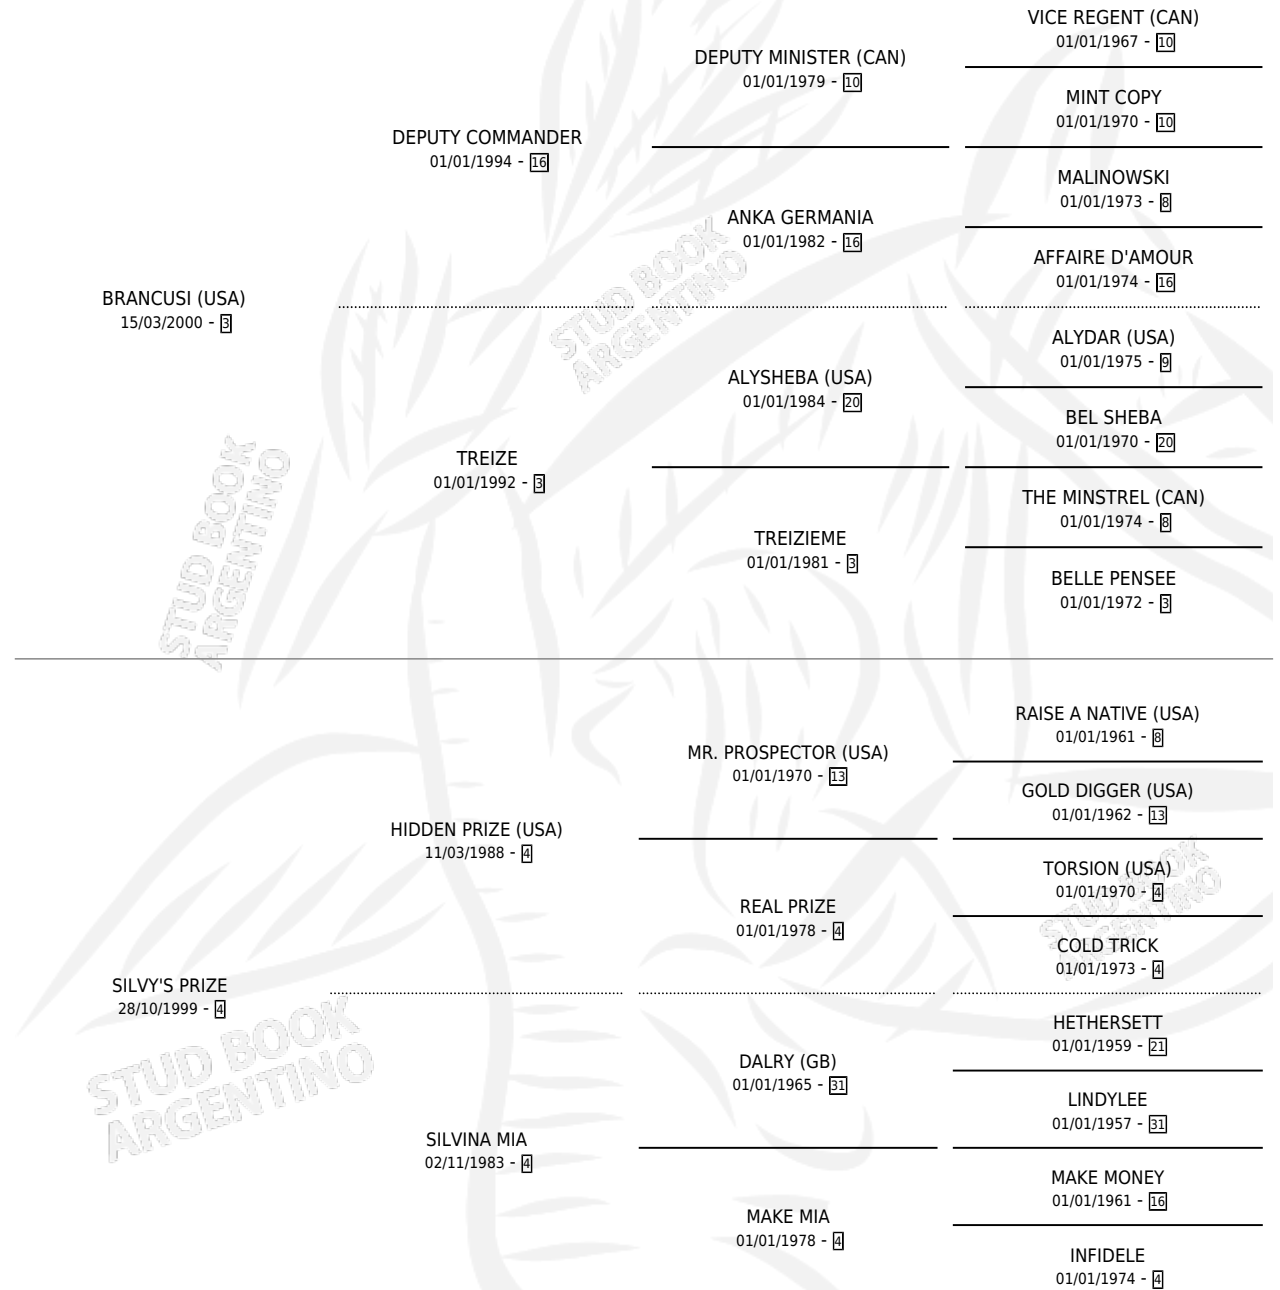 VICE REGENT (CAN)
01/01/1967 - 10
DEPUTY MINISTER (CAN)
01/01/1979 - 10
MINT COPY
01/01/1970 - 10
DEPUTY COMMANDER
01/01/1994 - 16
MALINOWSKI
01/01/1973 - 8
ANKA GERMANIA
01/01/1982 - 16
AFFAIRE D'AMOUR
01/01/1974 - 16
BRANCUSI (USA)
15/03/2000 - 3
ALYDAR (USA)
01/01/1975 - 9
ALYSHEBA (USA)
01/01/1984 - 20
BEL SHEBA
01/01/1970 - 20
TREIZE
01/01/1992 - 3
THE MINSTREL (CAN)
01/01/1974 - 8
TREIZIEME
01/01/1981 - 3
BELLE PENSEE
01/01/1972 - 3
STUD BOOK
ARGENTINO
STUD BOOK
ARGENTINO
RAISE A NATIVE (USA)
01/01/1961 - 8
MR. PROSPECTOR (USA)
01/01/1970 - 13
GOLD DIGGER (USA)
01/01/1962 - 13
HIDDEN PRIZE (USA)
11/03/1988 - 4
TORSION (USA)
01/01/1970 - 4
REAL PRIZE
01/01/1978 - 4
COLD TRICK
01/01/1973 - 4
STUD BOOK
ARGENTINO
SILVY'S PRIZE
28/10/1999 - 4
HETHERSETT
01/01/1959 - 21
DALRY (GB)
01/01/1965 - 31
LINDYLEE
01/01/1957 - 31
SILVINA MIA
02/11/1983 - 4
MAKE MONEY
01/01/1961 - 16
MAKE MIA
01/01/1978 - 4
INFIDELE
01/01/1974 - 4
STUD BOOK
ARGENTINO